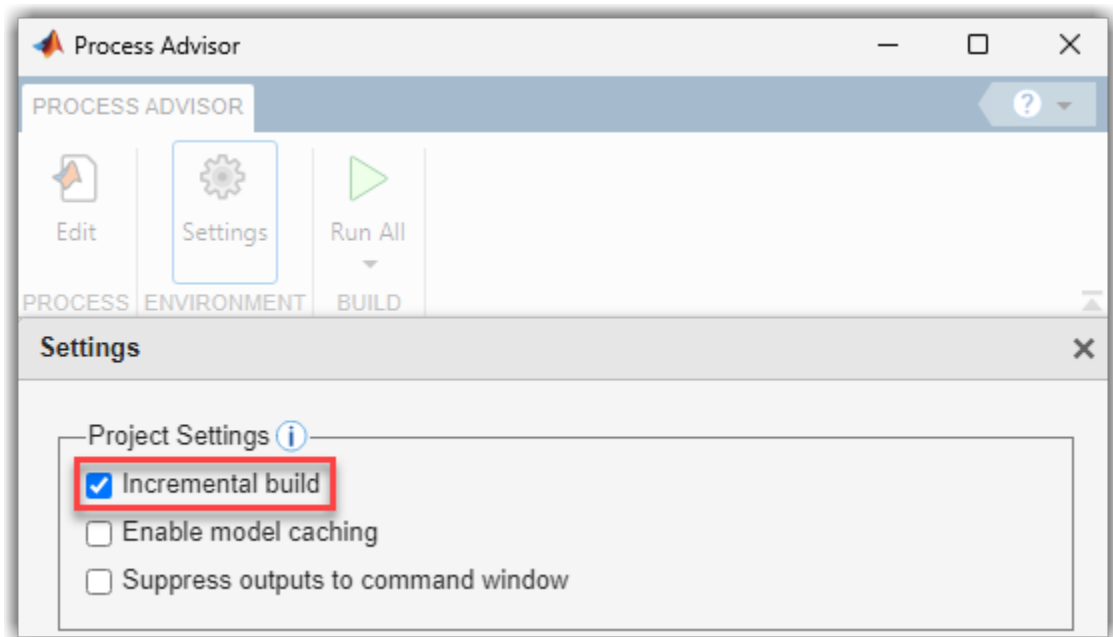 Process Advisor
PROCESS ADVISOR
?
Edit
Settings
Run All
PROCESS
ENVIRONMENT
BUILD
Settings
Project Settings i
Incremental build
Enable model caching
Suppress outputs to command window